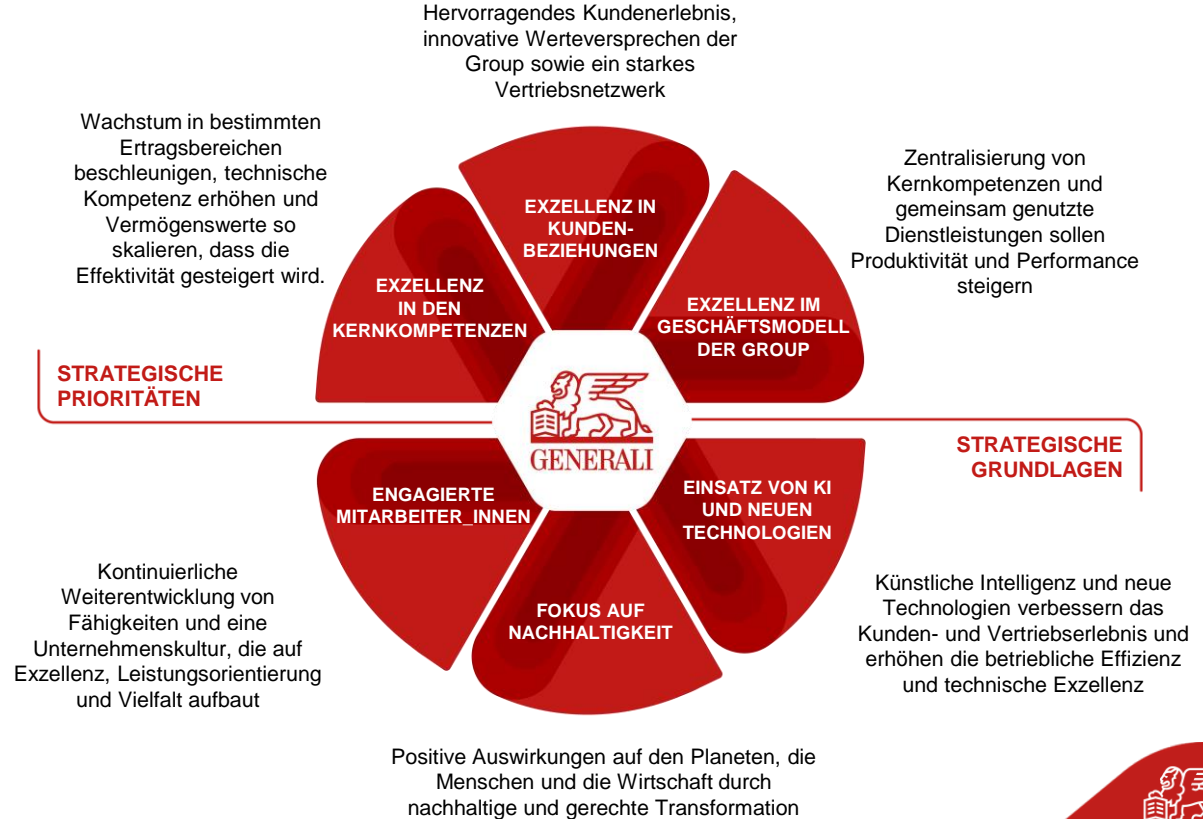 Hervorragendes Kundenerlebnis,
innovative Werteversprechen der
Group sowie ein starkes
Vertriebsnetzwerk
Wachstum in bestimmten
Ertragsbereichen
beschleunigen, technische
Kompetenz erhöhen und
Vermögenswerte so
skalieren, dass die
Effektivität gesteigert wird.
Zentralisierung von
Kernkompetenzen und
gemeinsam genutzte
Dienstleistungen sollen
Produktivität und Performance
steigern
EXZELLENZ IN
KUNDEN-
BEZIEHUNGEN
EXZELLENZ
IN DEN
KERNKOMPETENZEN
EXZELLENZ IM
GESCHÄFTSMODELL
DER GROUP
STRATEGISCHE
PRIORITÄTEN
GENERALI
STRATEGISCHE
GRUNDLAGEN
ENGAGIERTE
MITARBEITER_INNEN
EINSATZ VON KI
UND NEUEN
TECHNOLOGIEN
FOKUS AUF
NACHHALTIGKEIT
Kontinuierliche
Weiterentwicklung von
Fähigkeiten und eine
Unternehmenskultur, die auf
Exzellenz, Leistungsorientierung
und Vielfalt aufbaut
Künstliche Intelligenz und neue
Technologien verbessern das
Kunden- und Vertriebserlebnis und
erhöhen die betriebliche Effizienz
und technische Exzellenz
Positive Auswirkungen auf den Planeten, die
Menschen und die Wirtschaft durch
nachhaltige und gerechte Transformation